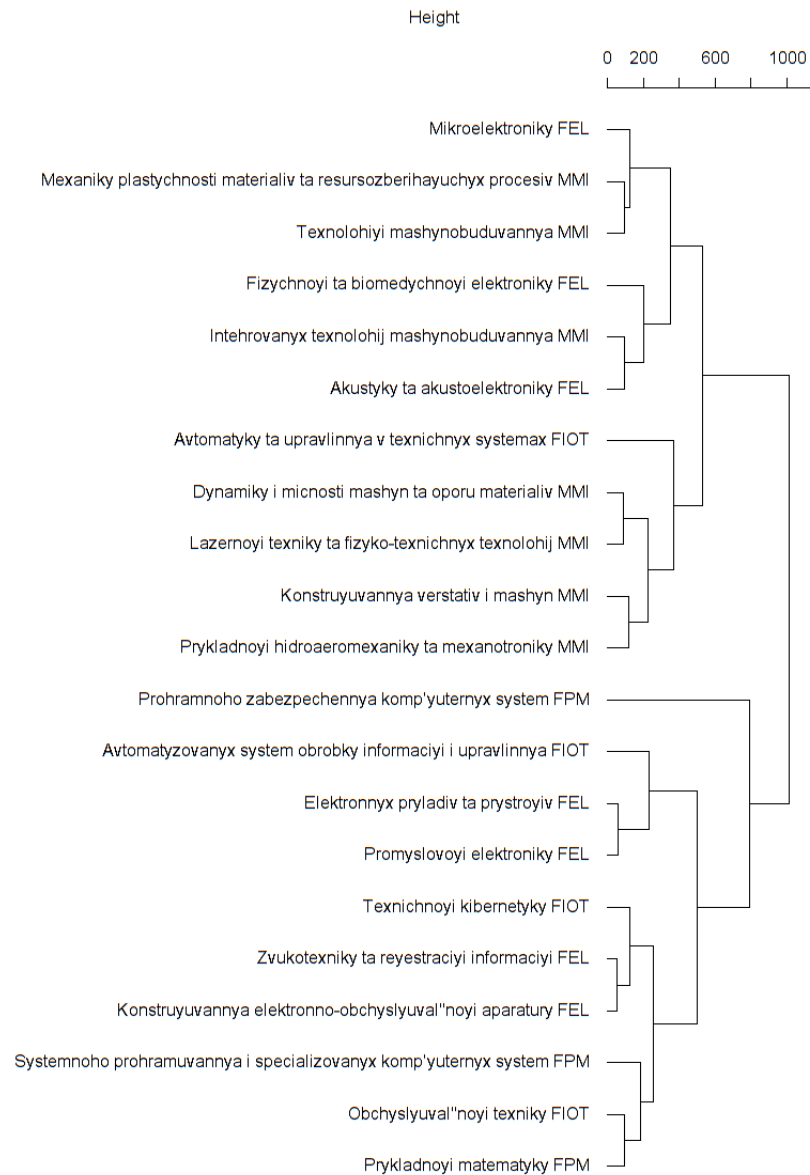 Height
0 200 600 1000
Mikroelektroniky FEL
Mexaniky plastychnosti materialiv ta resursozberihayuchyx procesiv MMI
Texnolohiyi mashynobuduvannya MMI
Fizychnoyi ta biomedychnoyi elektroniky FEL
Intehrovanyx texnolohij mashynobuduvannya MMI
Akustyky ta akustoelektroniky FEL
Avtomatyky ta upravlinnya v texnichnyx systemax FIOT
Dynamiky i micnosti mashyn ta oporu materialiv MMI
Lazernoyi texniky ta fizyko-texnichnyx texnolohij MMI
Konstruyuvannya verstativ i mashyn MMI
Prykladnoyi hidroaeromexaniky ta mexanotroniky MMI
Prohramnoho zabezpechennya komp'yuternyx system FPM
Avtomatyzovanyx system obrobky informaciyi i upravlinnya FIOT
Elektronnyx pryladiv ta prystroyiv FEL
Promyslovoyi elektroniky FEL
Texnichnoyi kibernetyky FIOT
Zvukotexniky ta reyestraciyi informaciyi FEL
Konstruyuvannya elektronno-obchyslyuval"noyi aparatury FEL
Systemnoho prohramuvannya i specializovanyx komp'yuternyx system FPM
Obchyslyuval"noyi texniky FIOT
Prykladnoyi matematyky FPM